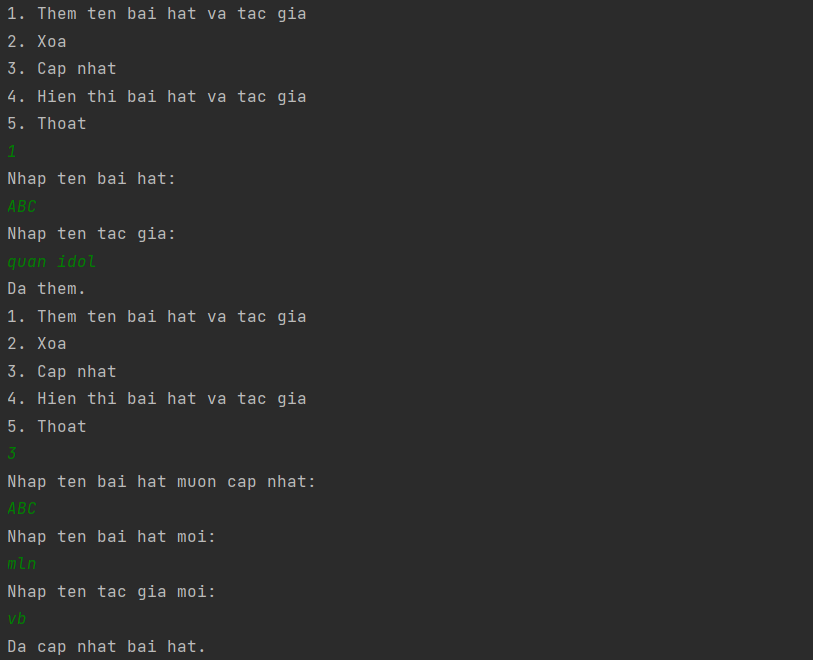 1. Them ten bai hat va tac gia
2. Xoa
3. Cap nhat
4. Hien thi bai hat va tac gia
5. Thoat
1
Nhap ten bai hat:
ABC
Nhap ten tac gia:
quan idol
Da them.
1. Them ten bai hat va tac gia
2. Xoa
3. Cap nhat
4. Hien thi bai hat va tac gia
5. Thoat
3
Nhap ten bai hat muon cap nhat:
ABC
Nhap ten bai hat moi:
mln
Nhap ten tac gia moi:
vb
Da cap nhat bai hat.